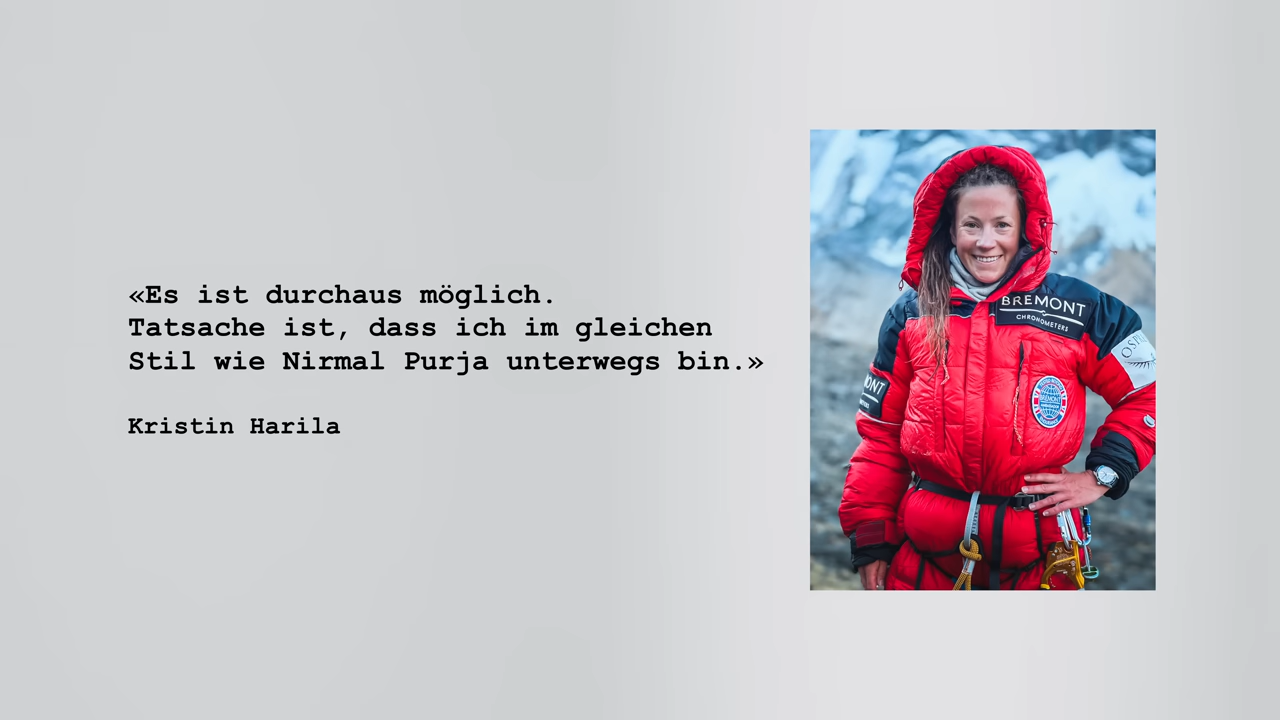 «Es ist durchaus möglich.
Tatsache ist, dass ich im gleichen
Stil wie Nirmal Purja unterwegs bin.»
Kristin Harila
BREMONT
CHRONOMETERS
BREMONT